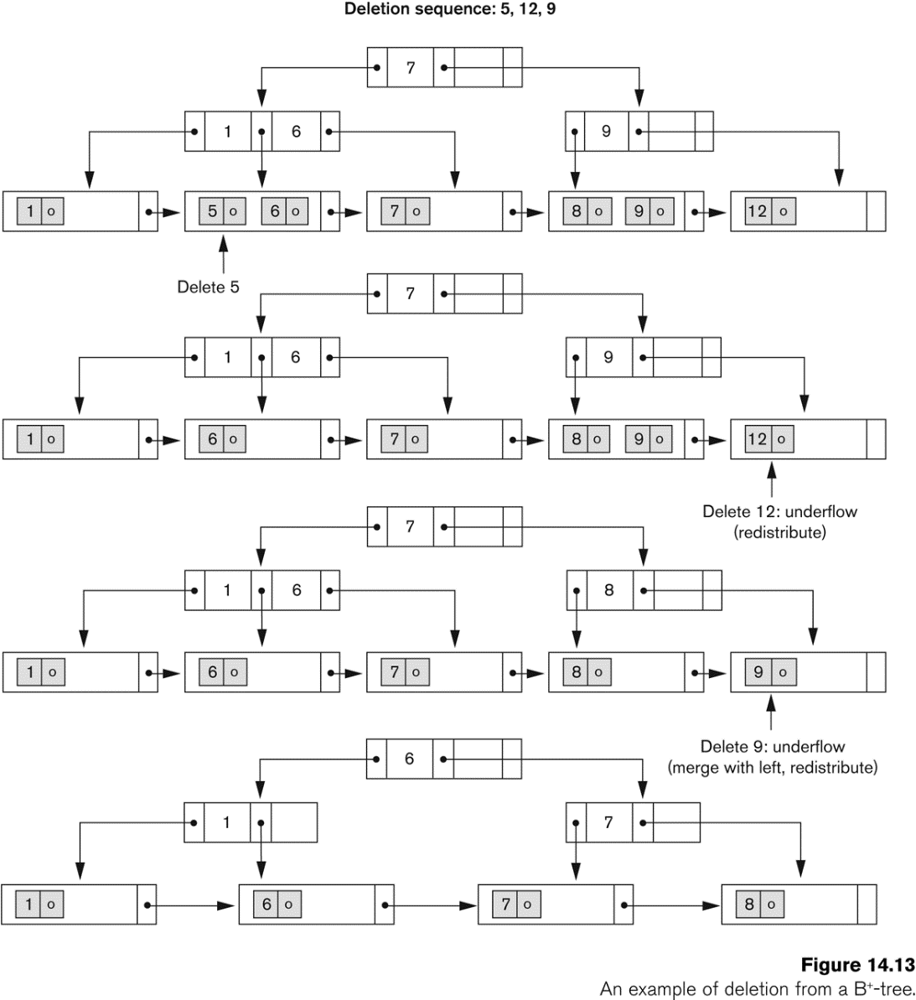 Deletion sequence: 5, 12, 9
7
1 6 9
1 o 5 o 6 o 7 o 8 o 9 o 12 o
Delete 5
7
1 6 9
1 o 6 o 7 o 8 o 9 o 12 o
Delete 12: underflow
(redistribute)
7
1 6 8
1 o 6 o 7 o 8 o 9 o
Delete 9: underflow
(merge with left, redistribute)
6
1 7
1 o 6 o 7 o 8 o
Figure 14.13
An example of deletion from a B+-tree.